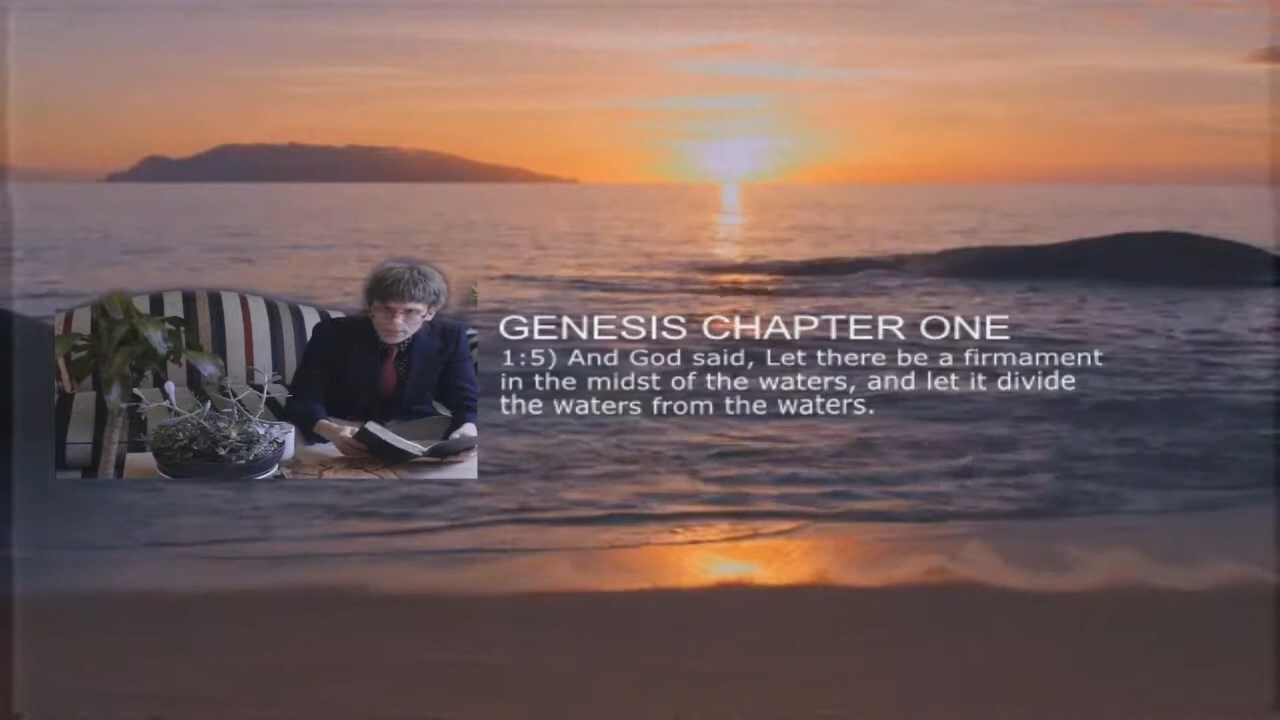 GENESIS CHAPTER ONE
1:5) And God said, Let there be a firmament
in the midst of the waters, and let it divide
the waters from the waters.